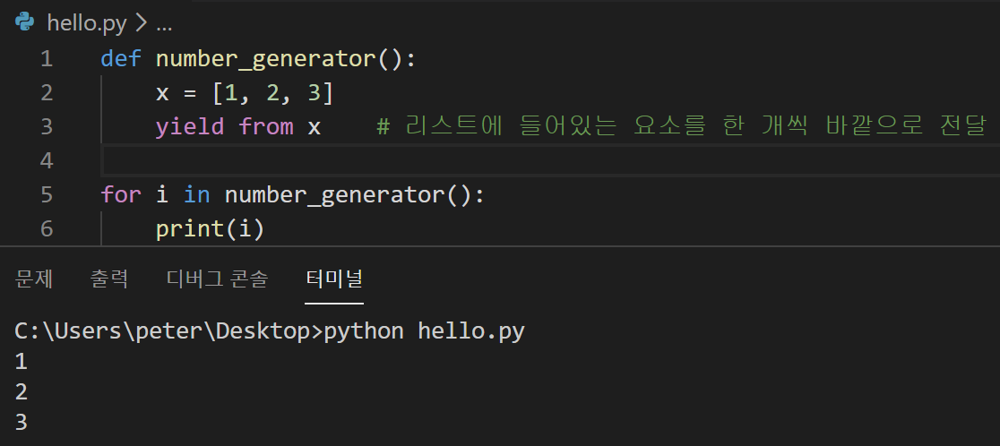 hello.py > ...
1 def number_generator():
2     x = [1, 2, 3]
3     yield from x    # 리스트에 들어있는 요소를 한 개씩 바깥으로 전달
4
5 for i in number_generator():
6     print(i)
문제 출력 디버그 콘솔 터미널
C:\Users\peter\Desktop>python hello.py
1
2
3